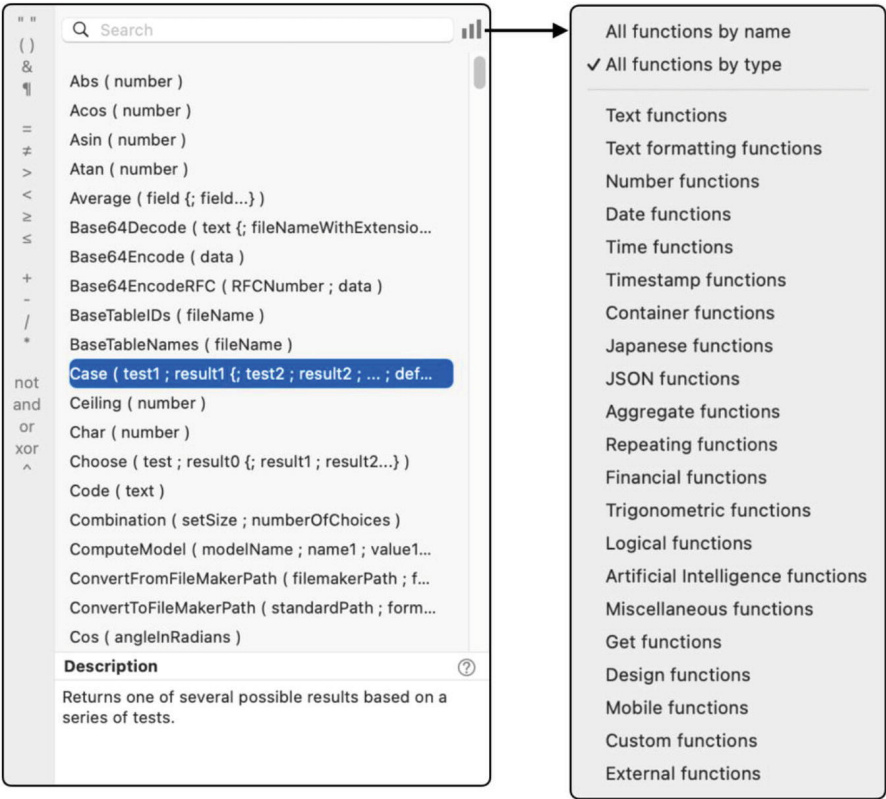 " "
( )
&
¶
=
≠
>
<
≥
≤
+
-
/
*
not
and
or
xor
^
Search
Abs ( number )
Acos ( number )
Asin ( number )
Atan ( number )
Average ( field {; field...} )
Base64Decode ( text {; fileNameWithExtensio...
Base64Encode ( data )
Base64EncodeRFC ( RFCNumber ; data )
BaseTableIDs ( fileName )
BaseTableNames ( fileName )
Case ( test1 ; result1 {; test2 ; result2 ; ... ; def...
Ceiling ( number )
Char ( number )
Choose ( test ; result0 {; result1 ; result2...} )
Code ( text )
Combination ( setSize ; numberOfChoices )
ComputeModel ( modelName ; name1 ; value1...
ConvertFromFileMakerPath ( filemakerPath ; f...
ConvertToFileMakerPath ( standardPath ; form...
Cos ( angleInRadians )
Description
?
Returns one of several possible results based on a
series of tests.
All functions by name
✓ All functions by type
Text functions
Text formatting functions
Number functions
Date functions
Time functions
Timestamp functions
Container functions
Japanese functions
JSON functions
Aggregate functions
Repeating functions
Financial functions
Trigonometric functions
Logical functions
Artificial Intelligence functions
Miscellaneous functions
Get functions
Design functions
Mobile functions
Custom functions
External functions